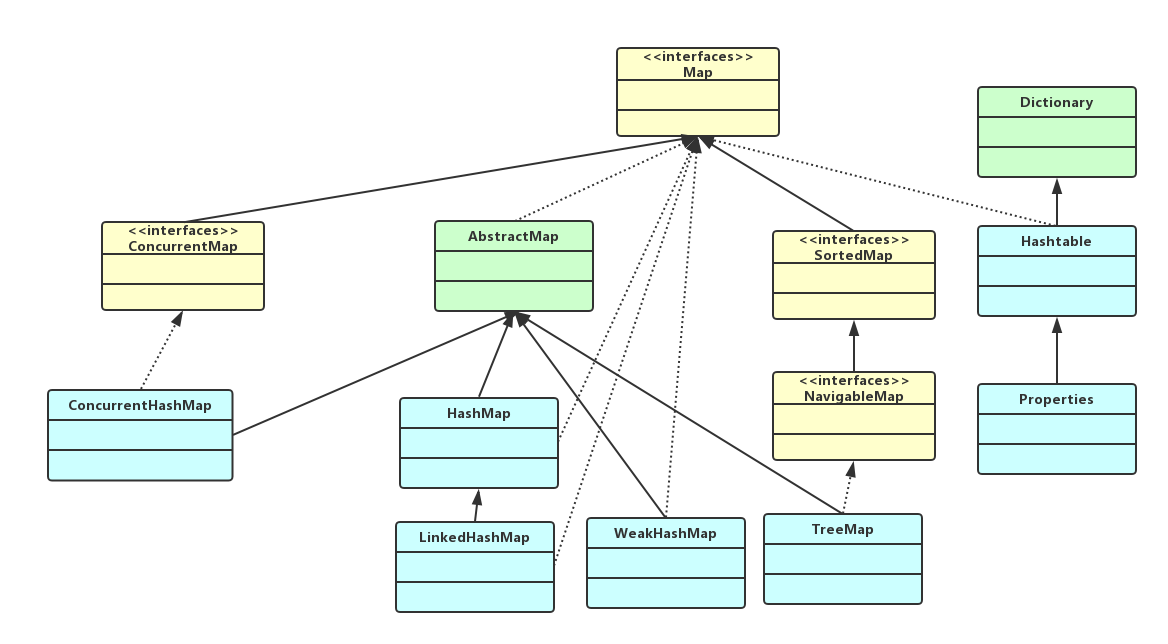 <<interfaces>>
Map
Dictionary
<<interfaces>>
ConcurrentMap
AbstractMap
<<interfaces>>
SortedMap
Hashtable
ConcurrentHashMap
HashMap
<<interfaces>>
NavigableMap
Properties
LinkedHashMap
WeakHashMap
TreeMap